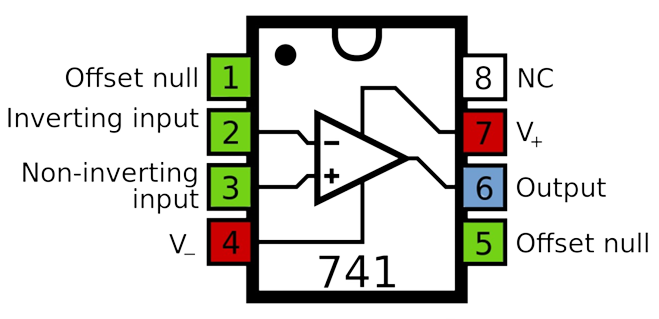 Offset null 1
8 NC
Inverting input 2
7 V+
Non-inverting
input
3
6 Output
V− 4
5 Offset null
− 
+
741